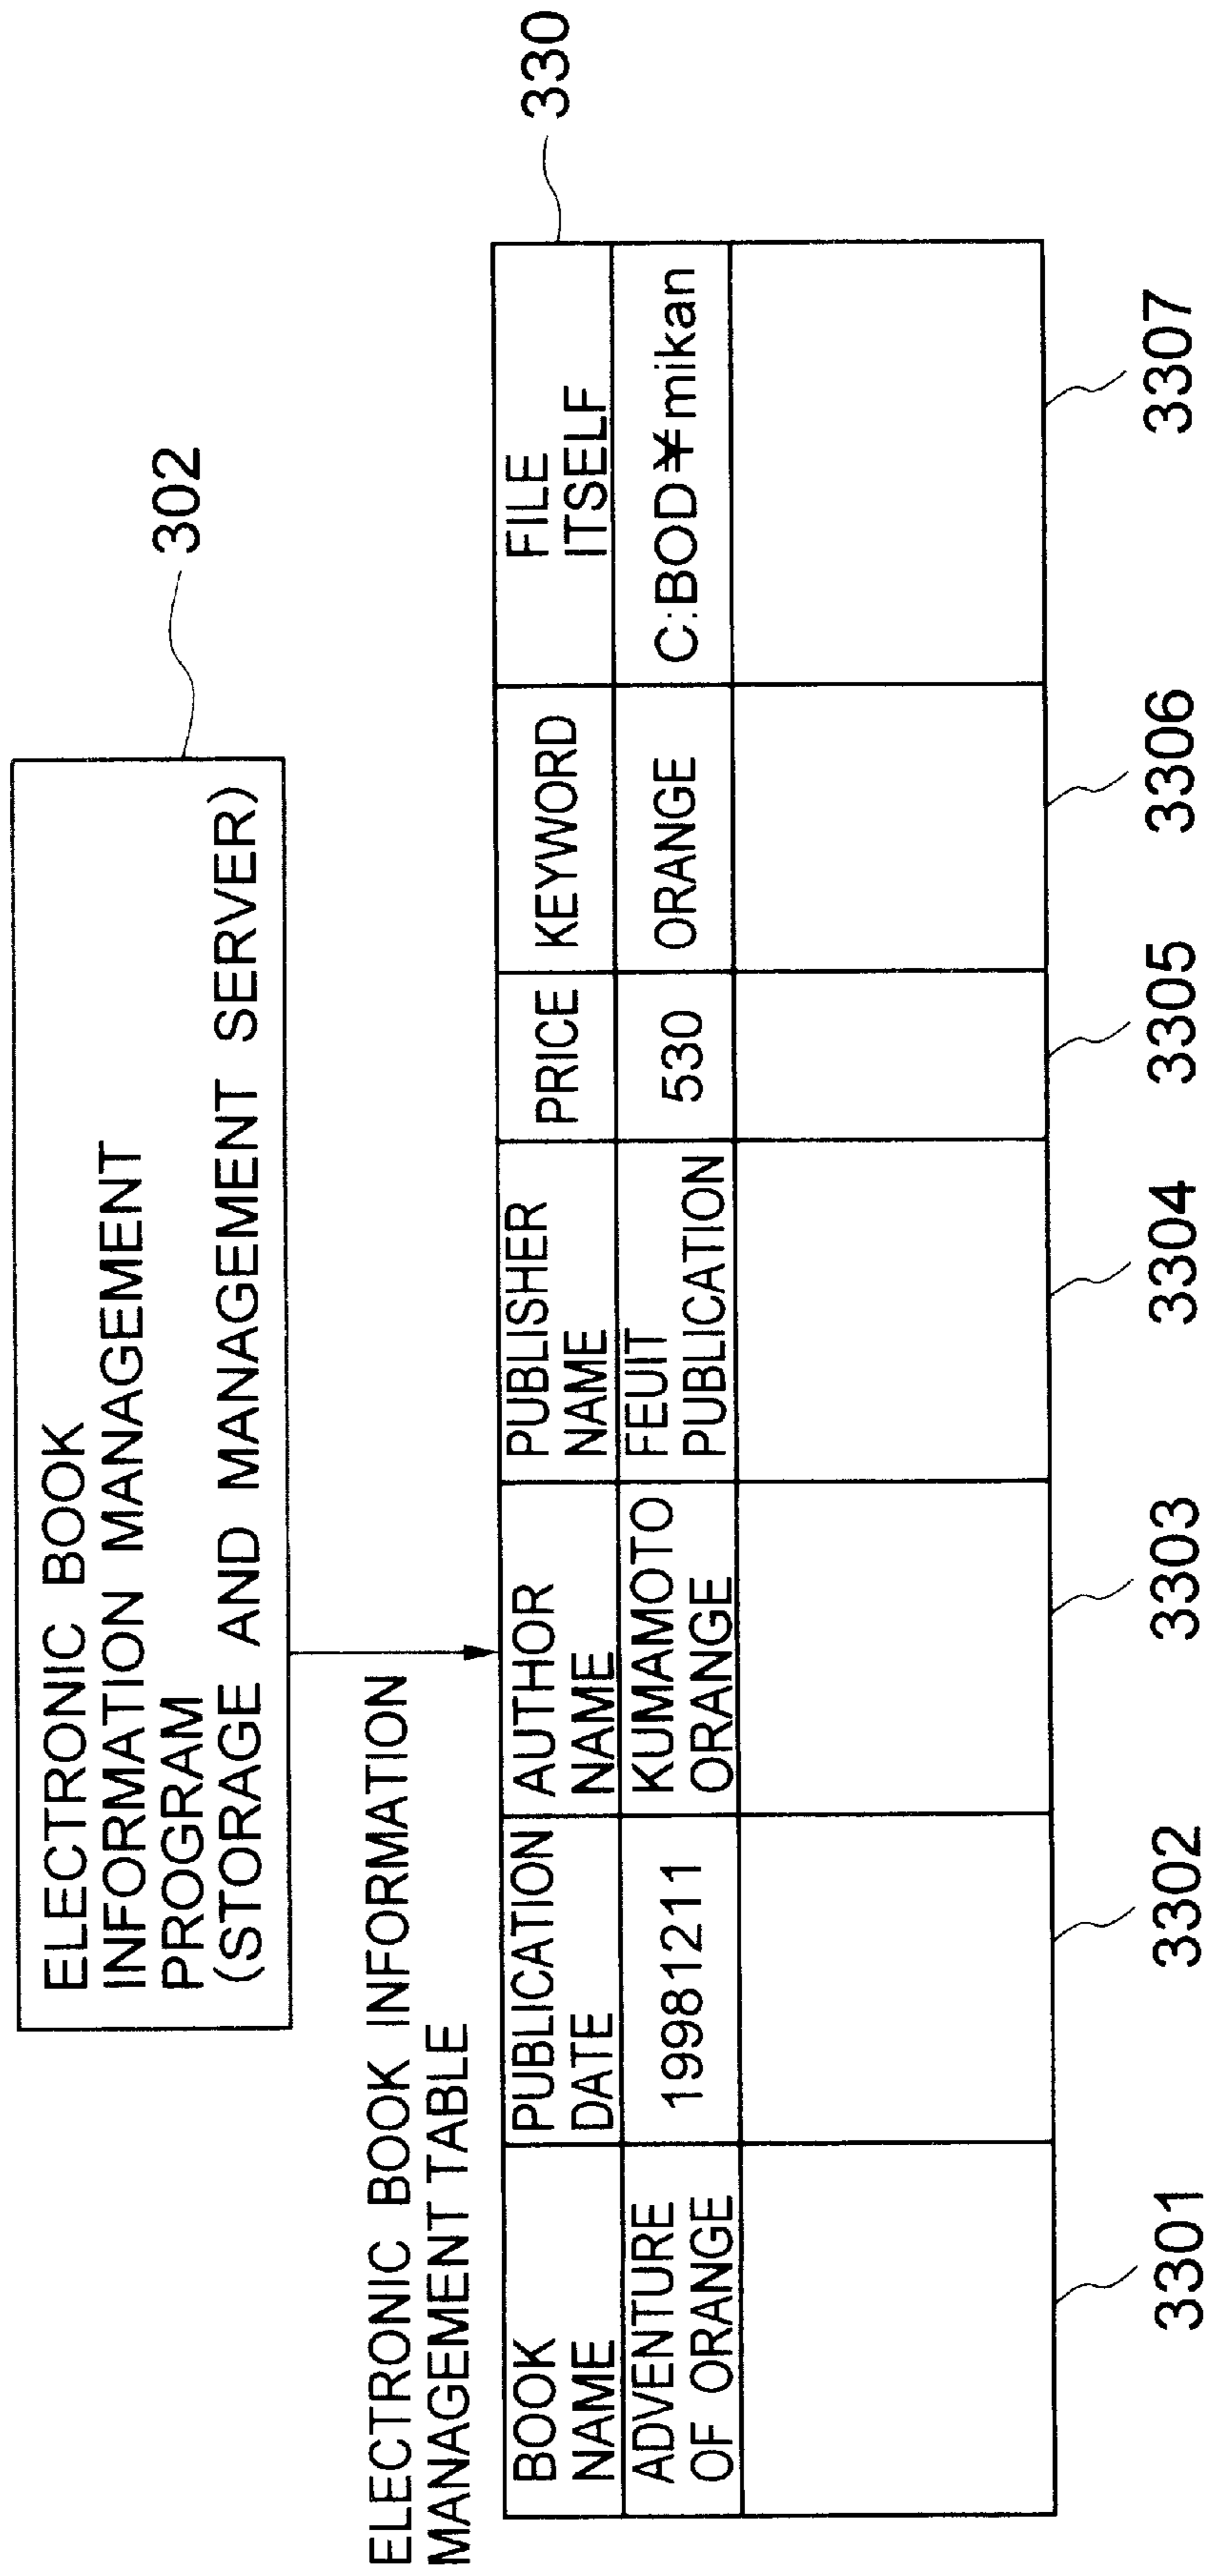 ELECTRONIC BOOK
INFORMATION MANAGEMENT
PROGRAM
(STORAGE AND MANAGEMENT SERVER)
302
ELECTRONIC BOOK INFORMATION
MANAGEMENT TABLE
330
BOOK
NAME
PUBLICATION
DATE
AUTHOR
NAME
PUBLISHER
NAME
PRICE
KEYWORD
FILE
ITSELF
ADVENTURE
OF ORANGE
19981211
KUMAMOTO
ORANGE
FEUIT
PUBLICATION
530
ORANGE
C:BOD¥mikan
3301
3302
3303
3304
3305
3306
3307